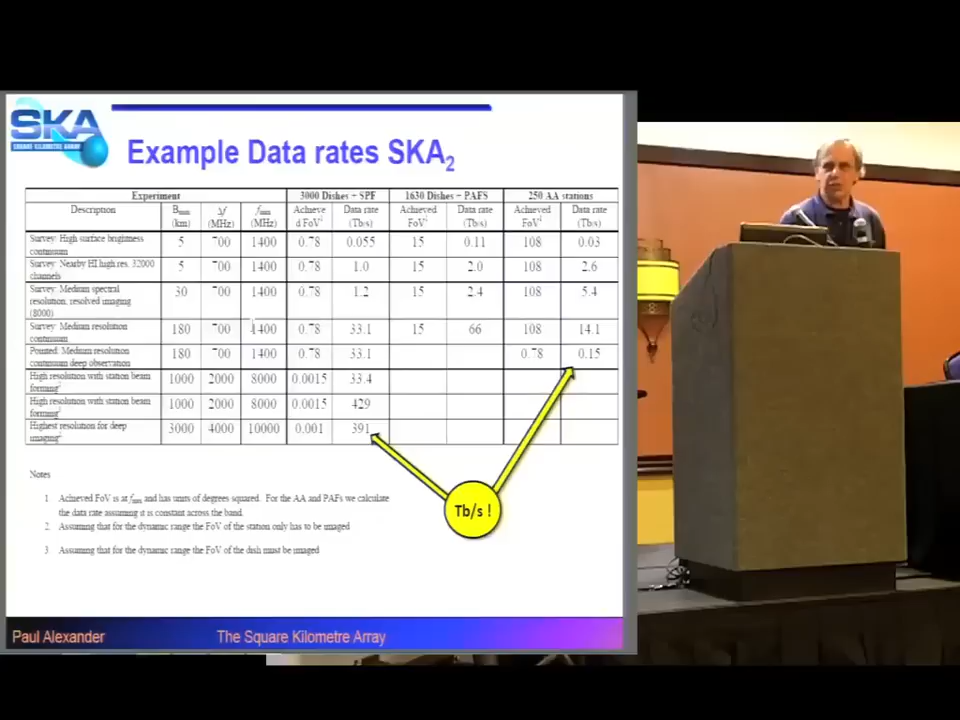 SKA
SQUARE KILOMETRE ARRAY
Example Data rates SKA2
Experiment 3000 Dishes + SPF 1630 Dishes + PAFS 250 AA stations
Description Bmax (km) Δf (MHz) fmax (MHz) Achieve d FoV1 Data rate (Tb/s) Achieved FoV1 Data rate (Tb/s) Achieved FoV1 Data rate (Tb/s)
Survey: High surface brightness continuum 5 700 1400 0.78 0.055 15 0.11 108 0.03
Survey: Nearby HI high res. 32000 channels 5 700 1400 0.78 1.0 15 2.0 108 2.6
Survey: Medium spectral resolution, resolved imaging (8000) 30 700 1400 0.78 1.2 15 2.4 108 5.4
Survey: Medium resolution continuum 180 700 1400 0.78 33.1 15 66 108 14.1
Pointed: Medium resolution continuum deep observation 180 700 1400 0.78 33.1 0.78 0.15
High resolution with station beam forming2 1000 2000 8000 0.0015 33.4
High resolution with station beam forming3 1000 2000 8000 0.0015 429
Highest resolution for deep imaging2 3000 4000 10000 0.001 391
Tb/s !
Notes
1 Achieved FoV is at fmax and has units of degrees squared. For the AA and PAFs we calculate
the data rate assuming it is constant across the band.
2. Assuming that for the dynamic range the FoV of the station only has to be imaged
3. Assuming that for the dynamic range the FoV of the dish must be imaged
Paul Alexander The Square Kilometre Array